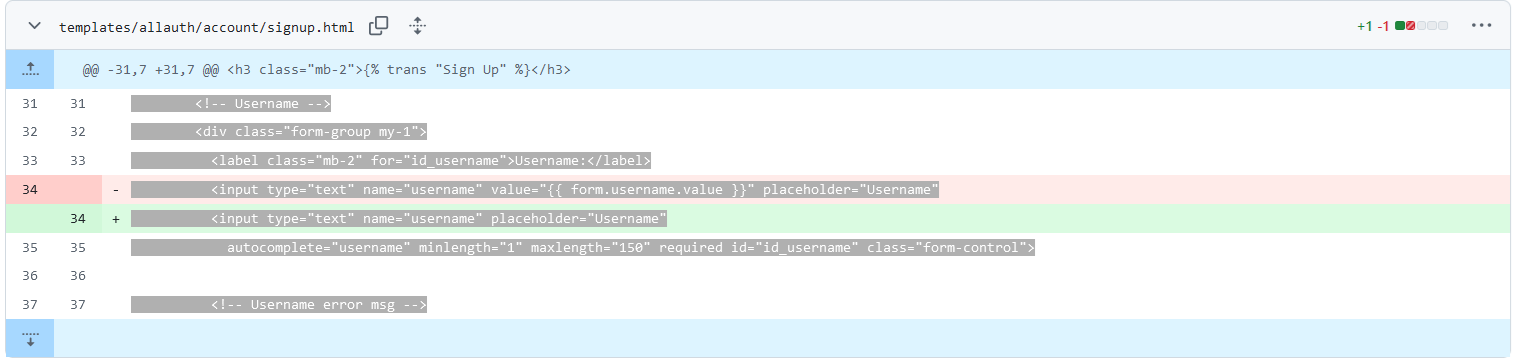 templates/allauth/account/signup.html +1 -1
@@ -31,7 +31,7 @@ <h3 class="mb-2">{% trans "Sign Up" %}</h3>
31 31 <!-- Username -->
32 32 <div class="form-group my-1">
33 33 <label class="mb-2" for="id_username">Username:</label>
34 - <input type="text" name="username" value="{{ form.username.value }}" placeholder="Username"
34 + <input type="text" name="username" placeholder="Username"
35 35 autocomplete="username" minlength="1" maxlength="150" required id="id_username" class="form-control">
36 36
37 37 <!-- Username error msg -->